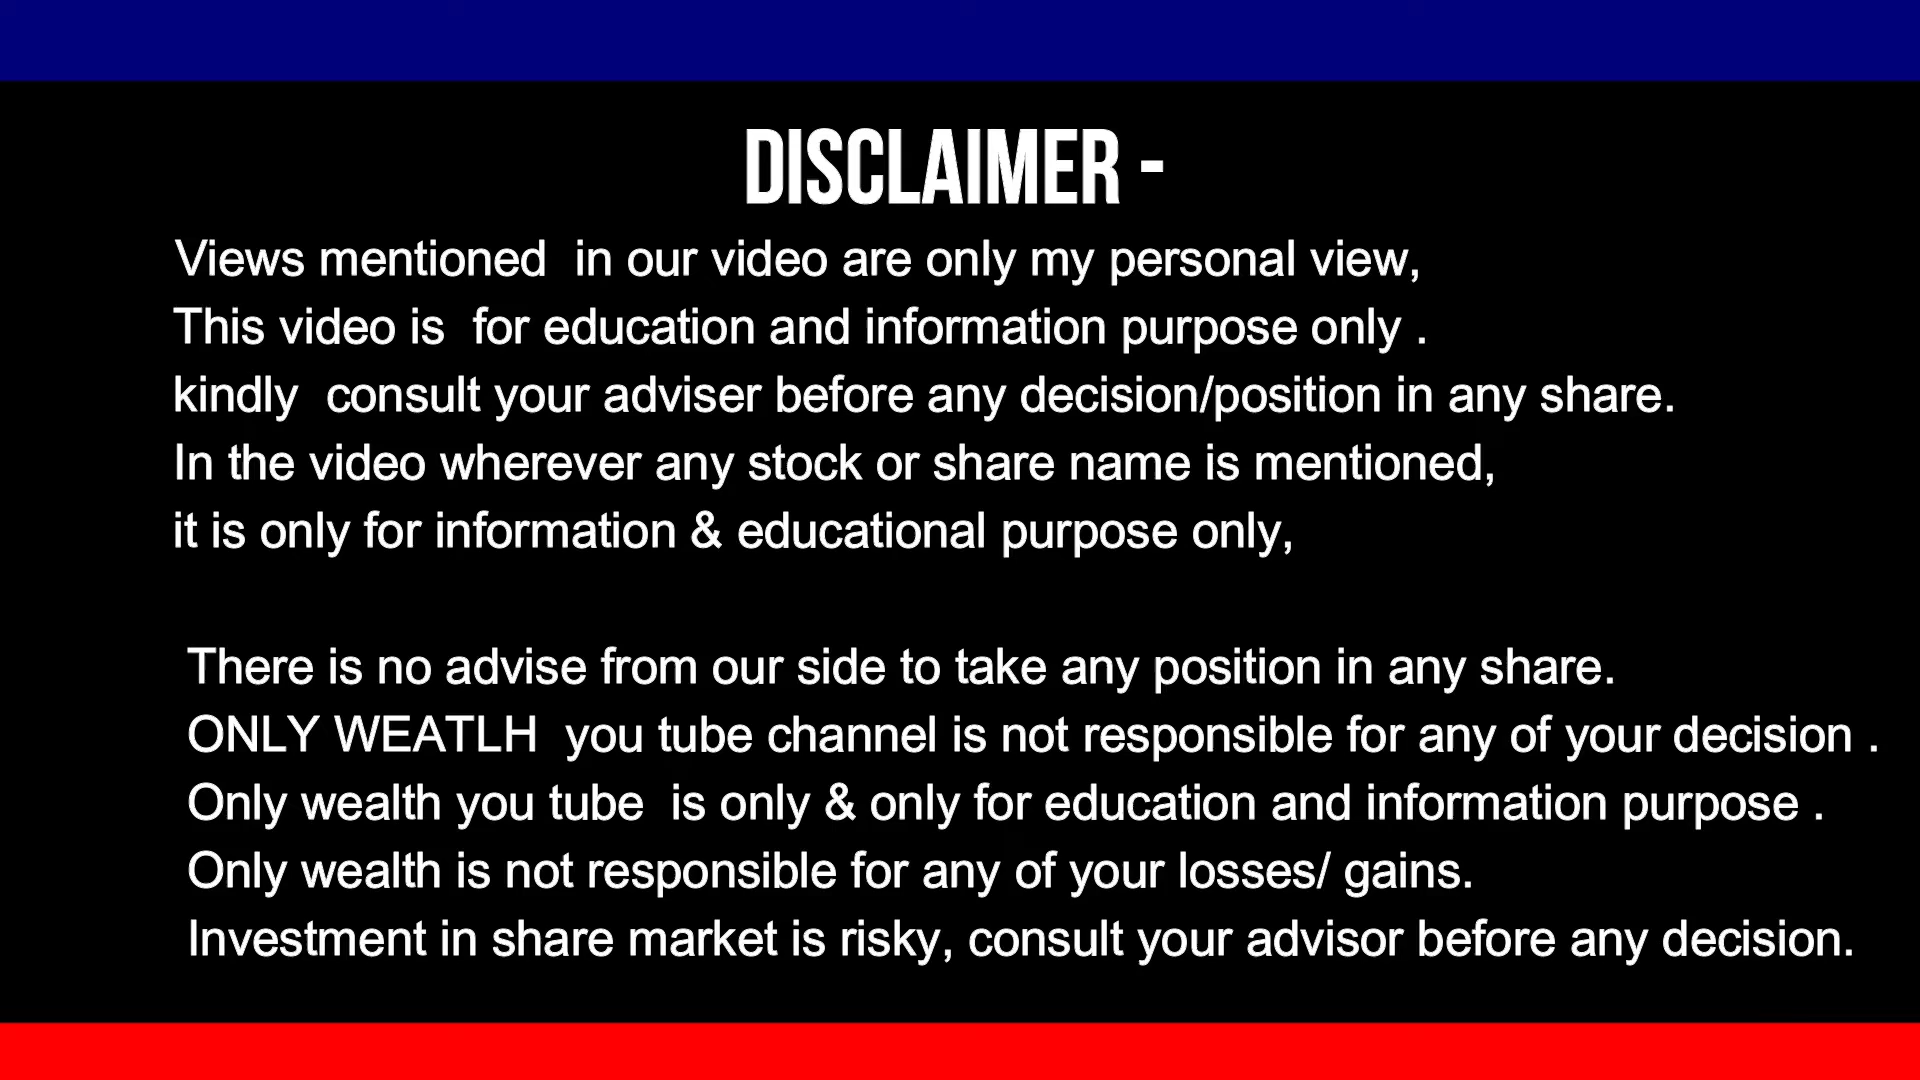 DISCLAIMER -
Views mentioned  in our video are only my personal view,
This video is  for education and information purpose only .
kindly  consult your adviser before any decision/position in any share.
In the video wherever any stock or share name is mentioned,
it is only for information & educational purpose only,
There is no advise from our side to take any position in any share.
ONLY WEATLH  you tube channel is not responsible for any of your decision .
Only wealth you tube  is only & only for education and information purpose .
Only wealth is not responsible for any of your losses/ gains.
Investment in share market is risky, consult your advisor before any decision.